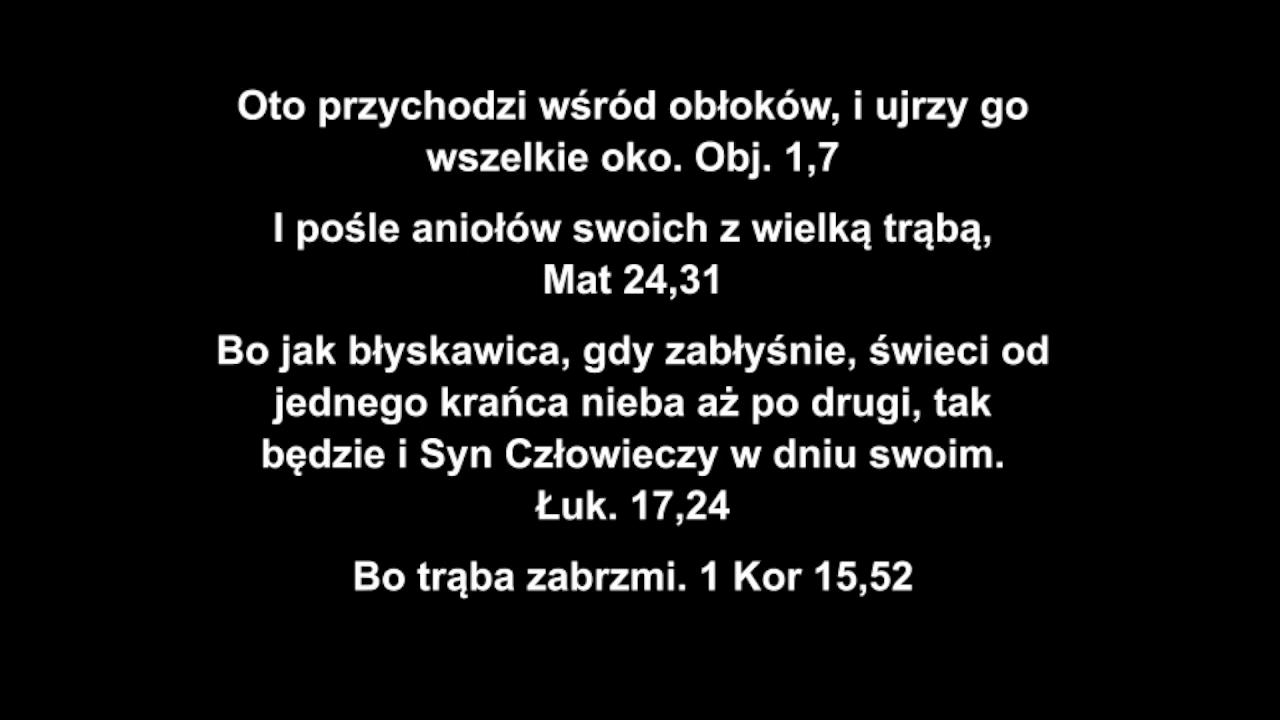 Oto przychodzi wśród obłoków, i ujrzy go
wszelkie oko. Obj. 1,7
I pośle aniołów swoich z wielką trąbą,
Mat 24,31
Bo jak błyskawica, gdy zabłyśnie, świeci od
jednego krańca nieba aż po drugi, tak
będzie i Syn Człowieczy w dniu swoim.
Łuk. 17,24
Bo trąba zabrzmi. 1 Kor 15,52